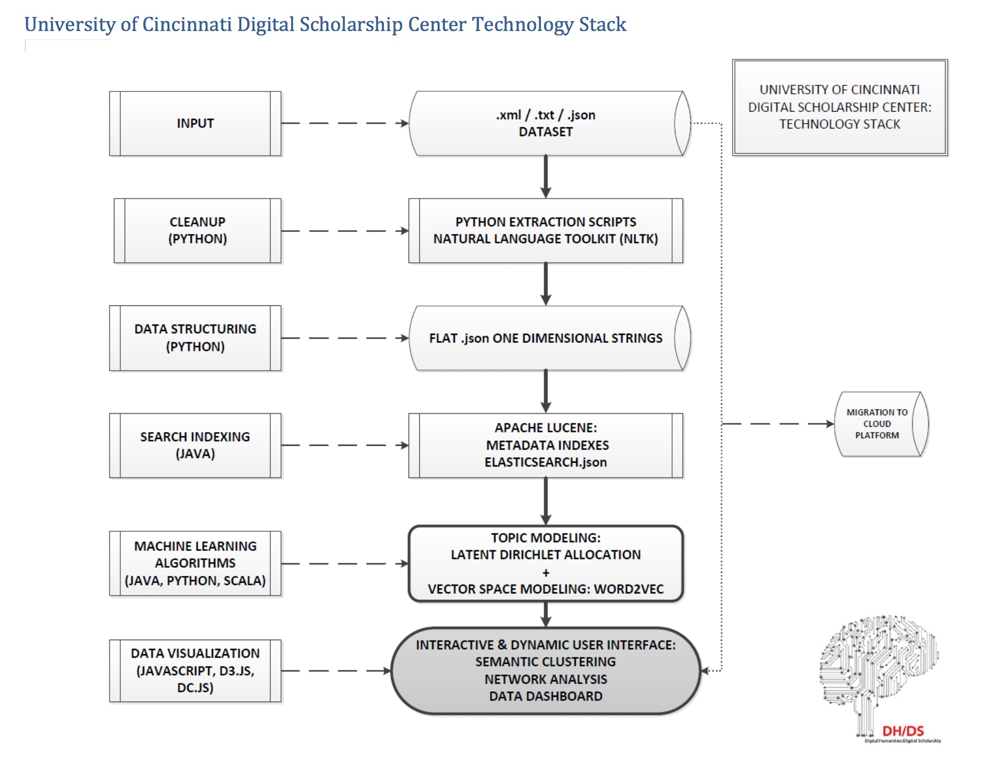 University of Cincinnati Digital Scholarship Center Technology Stack
UNIVERSITY OF CINCINNATI
DIGITAL SCHOLARSHIP CENTER:
TECHNOLOGY STACK
INPUT
.xml / .txt / .json
DATASET
CLEANUP
(PYTHON)
PYTHON EXTRACTION SCRIPTS
NATURAL LANGUAGE TOOLKIT (NLTK)
DATA STRUCTURING
(PYTHON)
FLAT .json ONE DIMENSIONAL STRINGS
SEARCH INDEXING
(JAVA)
APACHE LUCENE:
METADATA INDEXES
ELASTICSEARCH.json
MIGRATION TO
CLOUD
PLATFORM
MACHINE LEARNING
ALGORITHMS
(JAVA, PYTHON, SCALA)
TOPIC MODELING:
LATENT DIRICHLET ALLOCATION
+
VECTOR SPACE MODELING: WORD2VEC
DATA VISUALIZATION
(JAVASCRIPT, D3.JS,
DC.JS)
INTERACTIVE & DYNAMIC USER INTERFACE:
SEMANTIC CLUSTERING
NETWORK ANALYSIS
DATA DASHBOARD
DH/DS
Digital Humanities/Digital Scholarship